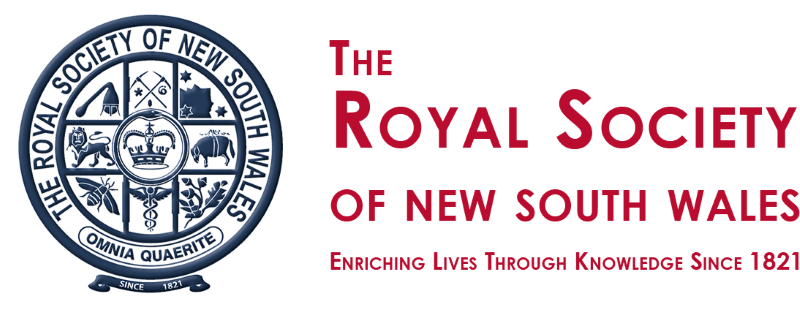 THE ROYAL SOCIETY OF NEW SOUTH WALES
OMNIA QUAERITE
SINCE 1821
THE
ROYAL SOCIETY
OF NEW SOUTH WALES
ENRICHING LIVES THROUGH KNOWLEDGE SINCE 1821